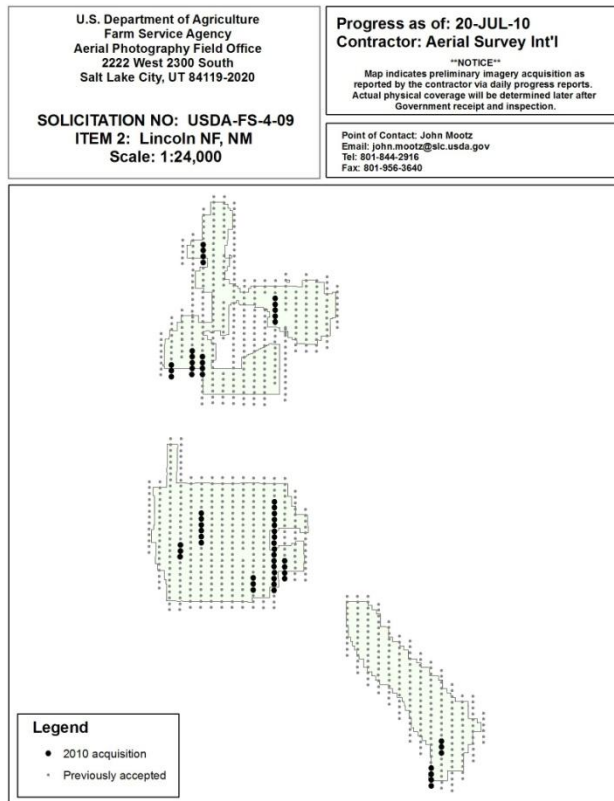 U.S. Department of Agriculture
Farm Service Agency
Aerial Photography Field Office
2222 West 2300 South
Salt Lake City, UT 84119-2020
SOLICITATION NO: USDA-FS-4-09
ITEM 2: Lincoln NF, NM
Scale: 1:24,000
Progress as of: 20-JUL-10
Contractor: Aerial Survey Int'l
**NOTICE**
Map indicates preliminary imagery acquisition as
reported by the contractor via daily progress reports.
Actual physical coverage will be determined later after
Government receipt and inspection.
Point of Contact: John Mootz
Email: john.mootz@slc.usda.gov
Tel: 801-844-2916
Fax: 801-956-3640
Legend
2010 acquisition
Previously accepted